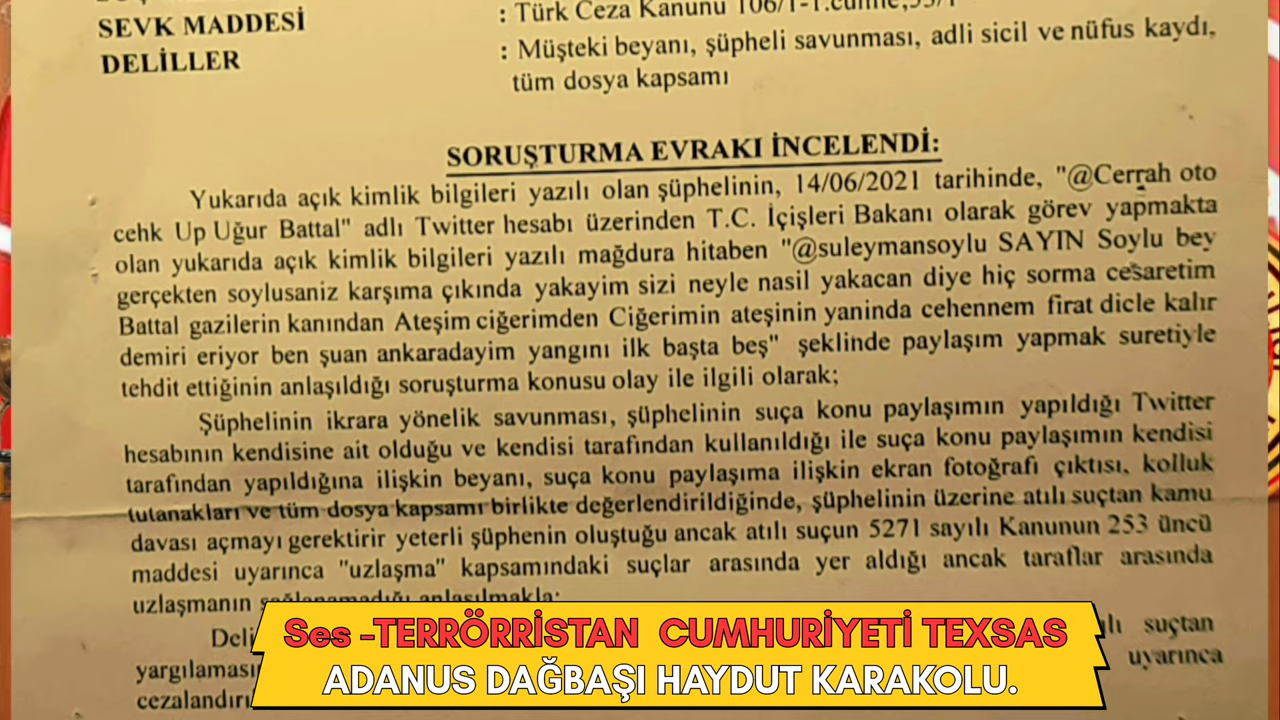 SEVK MADDESİ : Türk Ceza Kanunu 106/1-1.cümle,53/1
DELİLLER : Müşteki beyanı, şüpheli savunması, adli sicil ve nüfus kaydı,
tüm dosya kapsamı
SORUŞTURMA EVRAKI İNCELENDİ:
Yukarıda açık kimlik bilgileri yazılı olan şüphelinin, 14/06/2021 tarihinde, "@Cerrah oto
cehk Up Uğur Battal" adlı Twitter hesabı üzerinden T.C. İçişleri Bakanı olarak görev yapmakta
olan yukarıda açık kimlik bilgileri yazılı mağdura hitaben "@suleymansoylu SAYIN Soylu bey
gerçekten soylusaniz karşıma çıkında yakayim sizi neyle nasil yakacan diye hiç sorma cesaretim
Battal gazilerin kanından Ateşim ciğerimden Ciğerimin ateşinin yaninda cehennem firat dicle kalır
demiri eriyor ben şuan ankaradayim yangını ilk başta beş" şeklinde paylaşım yapmak suretiyle
tehdit ettiğinin anlaşıldığı soruşturma konusu olay ile ilgili olarak;
Şüphelinin ikrara yönelik savunması, şüphelinin suça konu paylaşımın yapıldığı Twitter
hesabının kendisine ait olduğu ve kendisi tarafından kullanıldığı ile suça konu paylaşımın kendisi
tarafından yapıldığına ilişkin beyanı, suça konu paylaşıma ilişkin ekran fotoğrafı çıktısı, kolluk
tutanakları ve tüm dosya kapsamı birlikte değerlendirildiğinde, şüphelinin üzerine atılı suçtan kamu
davası açmayı gerektirir yeterli şüphenin oluştuğu ancak atılı suçun 5271 sayılı Kanunun 253 üncü
maddesi uyarınca "uzlaşma" kapsamındaki suçlar arasında yer aldığı ancak taraflar arasında
uzlaşmanın sağlanamadığı anlaşılmakla;
suçtan
uyarınca
Ses -TERRÖRRİSTAN CUMHURİYETİ TEXSAS
ADANUS DAĞBAŞI HAYDUT KARAKOLU.